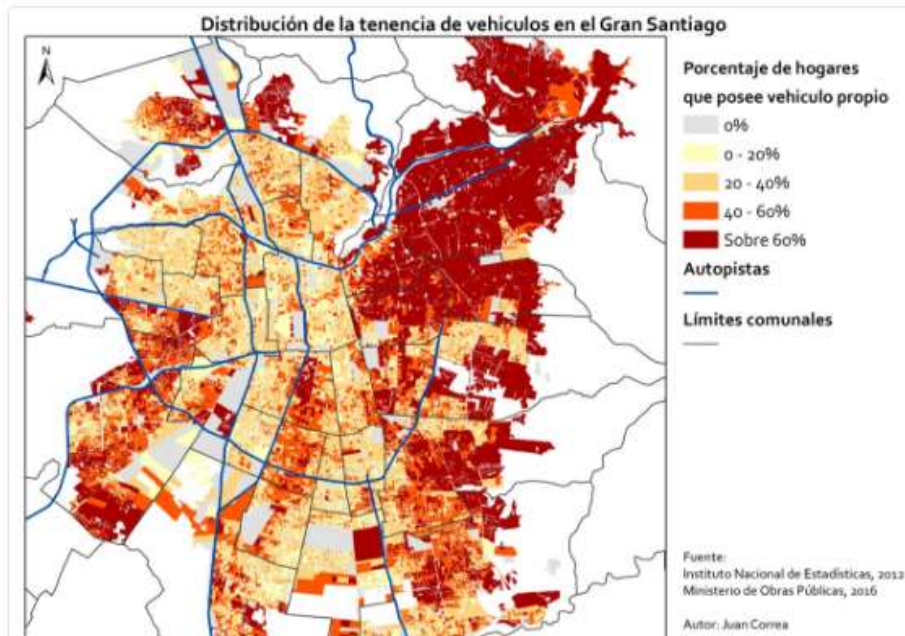 Distribución de la tenencia de vehiculos en el Gran Santiago
N
Porcentaje de hogares
que posee vehiculo propio
0%
0 - 20%
20 - 40%
40 - 60%
Sobre 60%
Autopistas
Límites comunales
Fuente:
Instituto Nacional de Estadísticas, 2012
Ministerio de Obras Públicas, 2016
Autor: Juan Correa